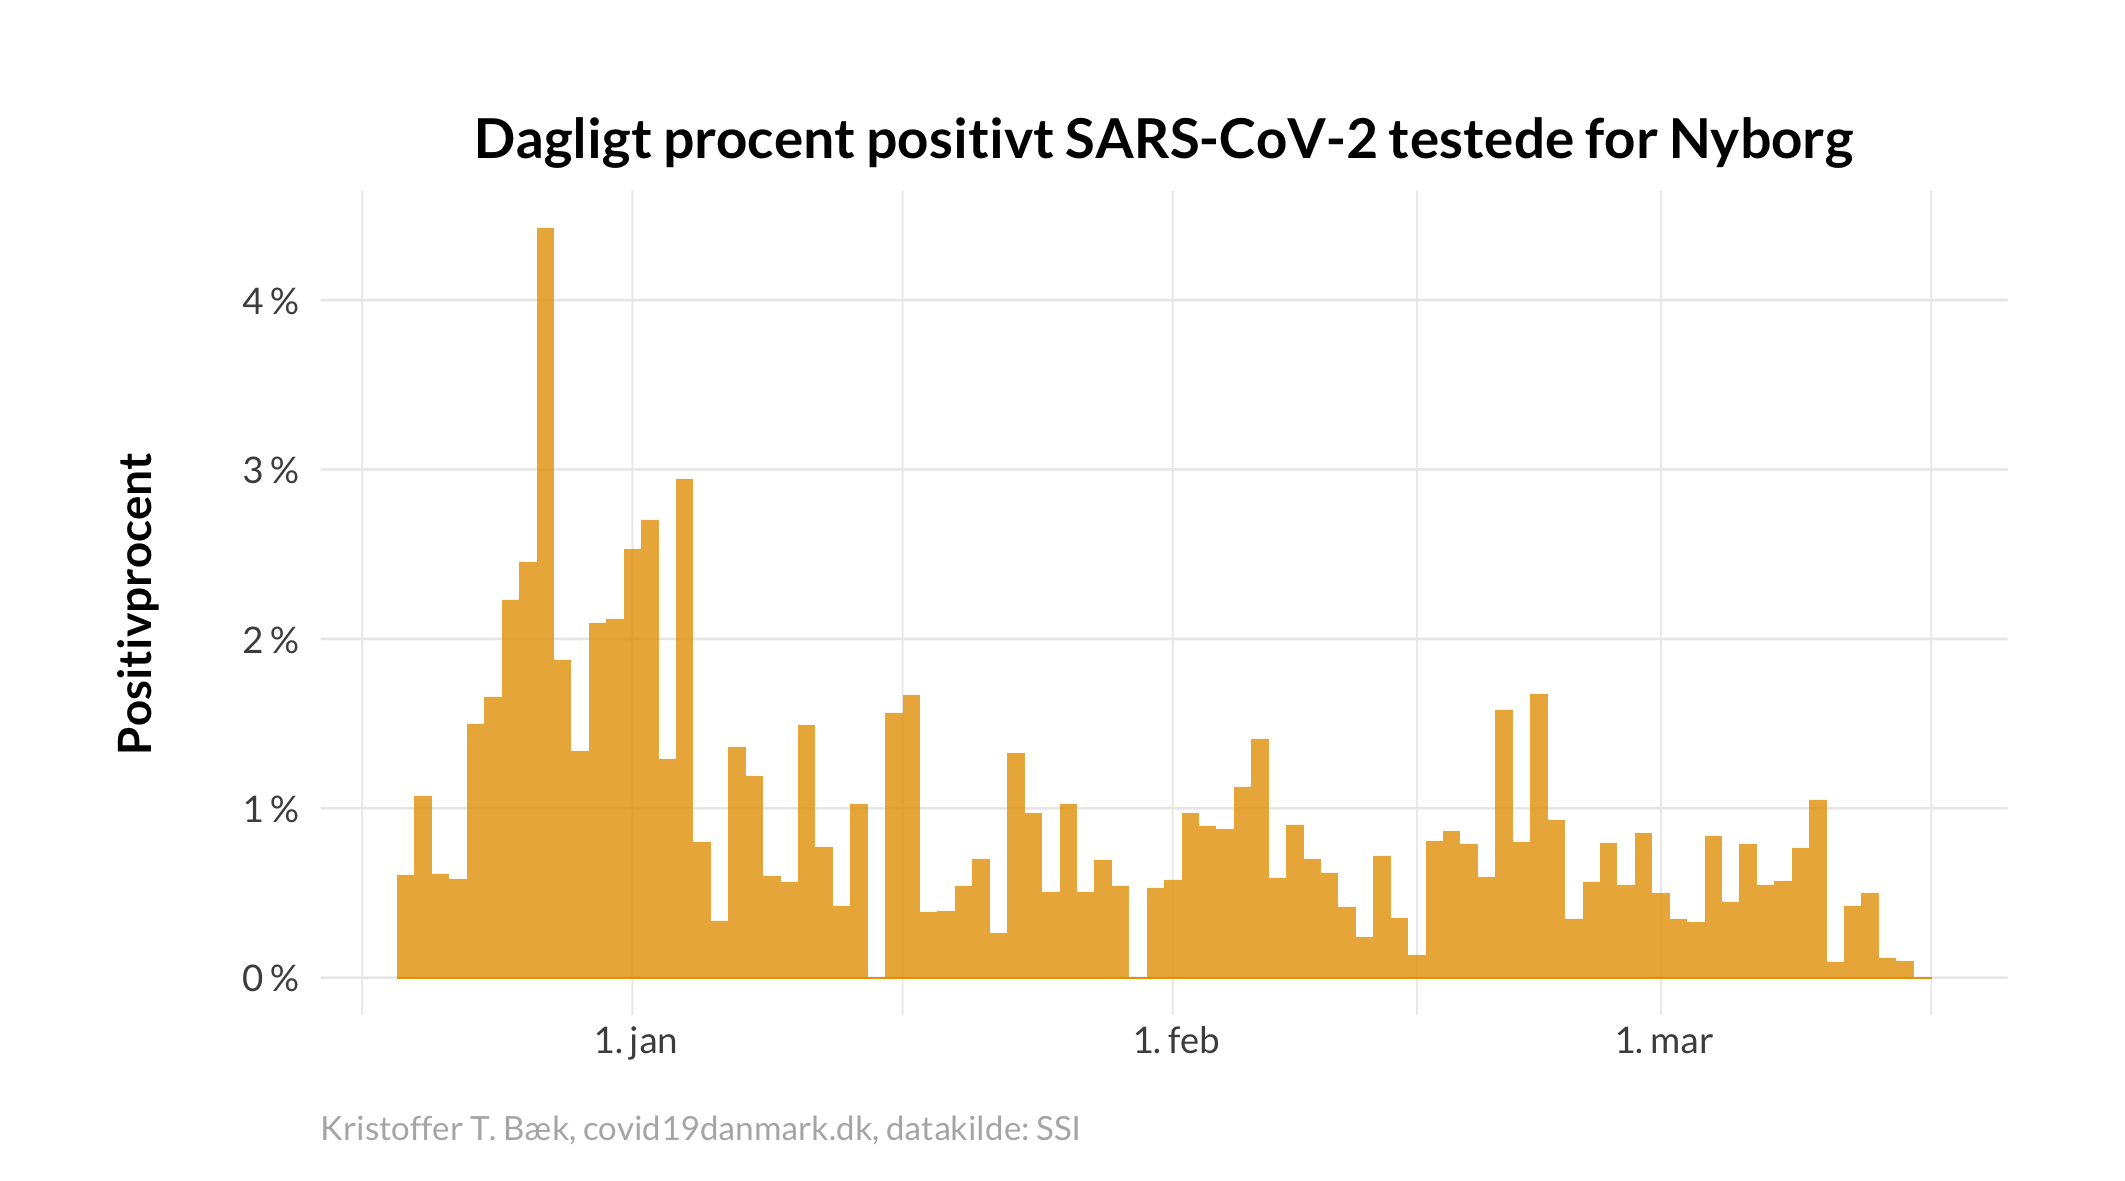 Dagligt procent positivt SARS-CoV-2 testede for Nyborg
Positivprocent
4 %
3 %
2 %
1 %
0 %
1. jan
1. feb
1. mar
Kristoffer T. Bæk, covid19danmark.dk, datakilde: SSI